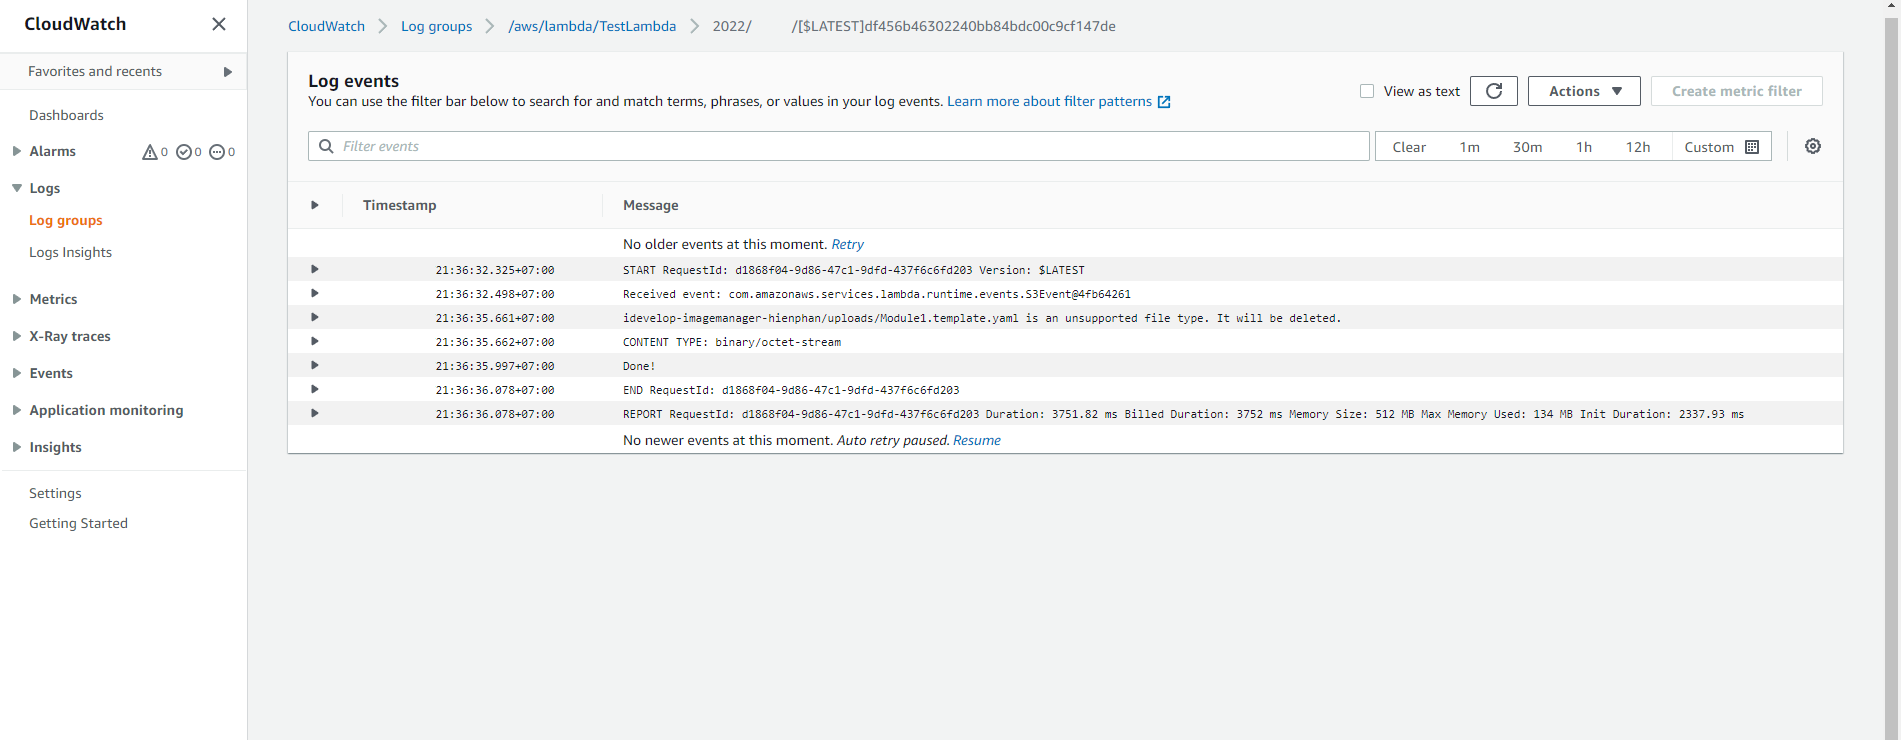 CloudWatch
Favorites and recents
Dashboards
Alarms 0 0 0
Logs
Log groups
Logs Insights
Metrics
X-Ray traces
Events
Application monitoring
Insights
Settings
Getting Started
CloudWatch Log groups /aws/lambda/TestLambda 2022/ /[$LATEST]df456b46302240bb84bdc00c9cf147de
Log events
You can use the filter bar below to search for and match terms, phrases, or values in your log events. Learn more about filter patterns
View as text Actions Create metric filter
Filter events
Clear 1m 30m 1h 12h Custom
Timestamp Message
No older events at this moment. Retry
21:36:32.325+07:00 START RequestId: d1868f04-9d86-47c1-9dfd-437f6c6fd203 Version: $LATEST
21:36:32.498+07:00 Received event: com.amazonaws.services.lambda.runtime.events.S3Event@4fb64261
21:36:35.661+07:00 idevelop-imagemanager-hienphan/uploads/Module1.template.yaml is an unsupported file type. It will be deleted.
21:36:35.662+07:00 CONTENT TYPE: binary/octet-stream
21:36:35.997+07:00 Done!
21:36:36.078+07:00 END RequestId: d1868f04-9d86-47c1-9dfd-437f6c6fd203
21:36:36.078+07:00 REPORT RequestId: d1868f04-9d86-47c1-9dfd-437f6c6fd203 Duration: 3751.82 ms Billed Duration: 3752 ms Memory Size: 512 MB Max Memory Used: 134 MB Init Duration: 2337.93 ms
No newer events at this moment. Auto retry paused. Resume